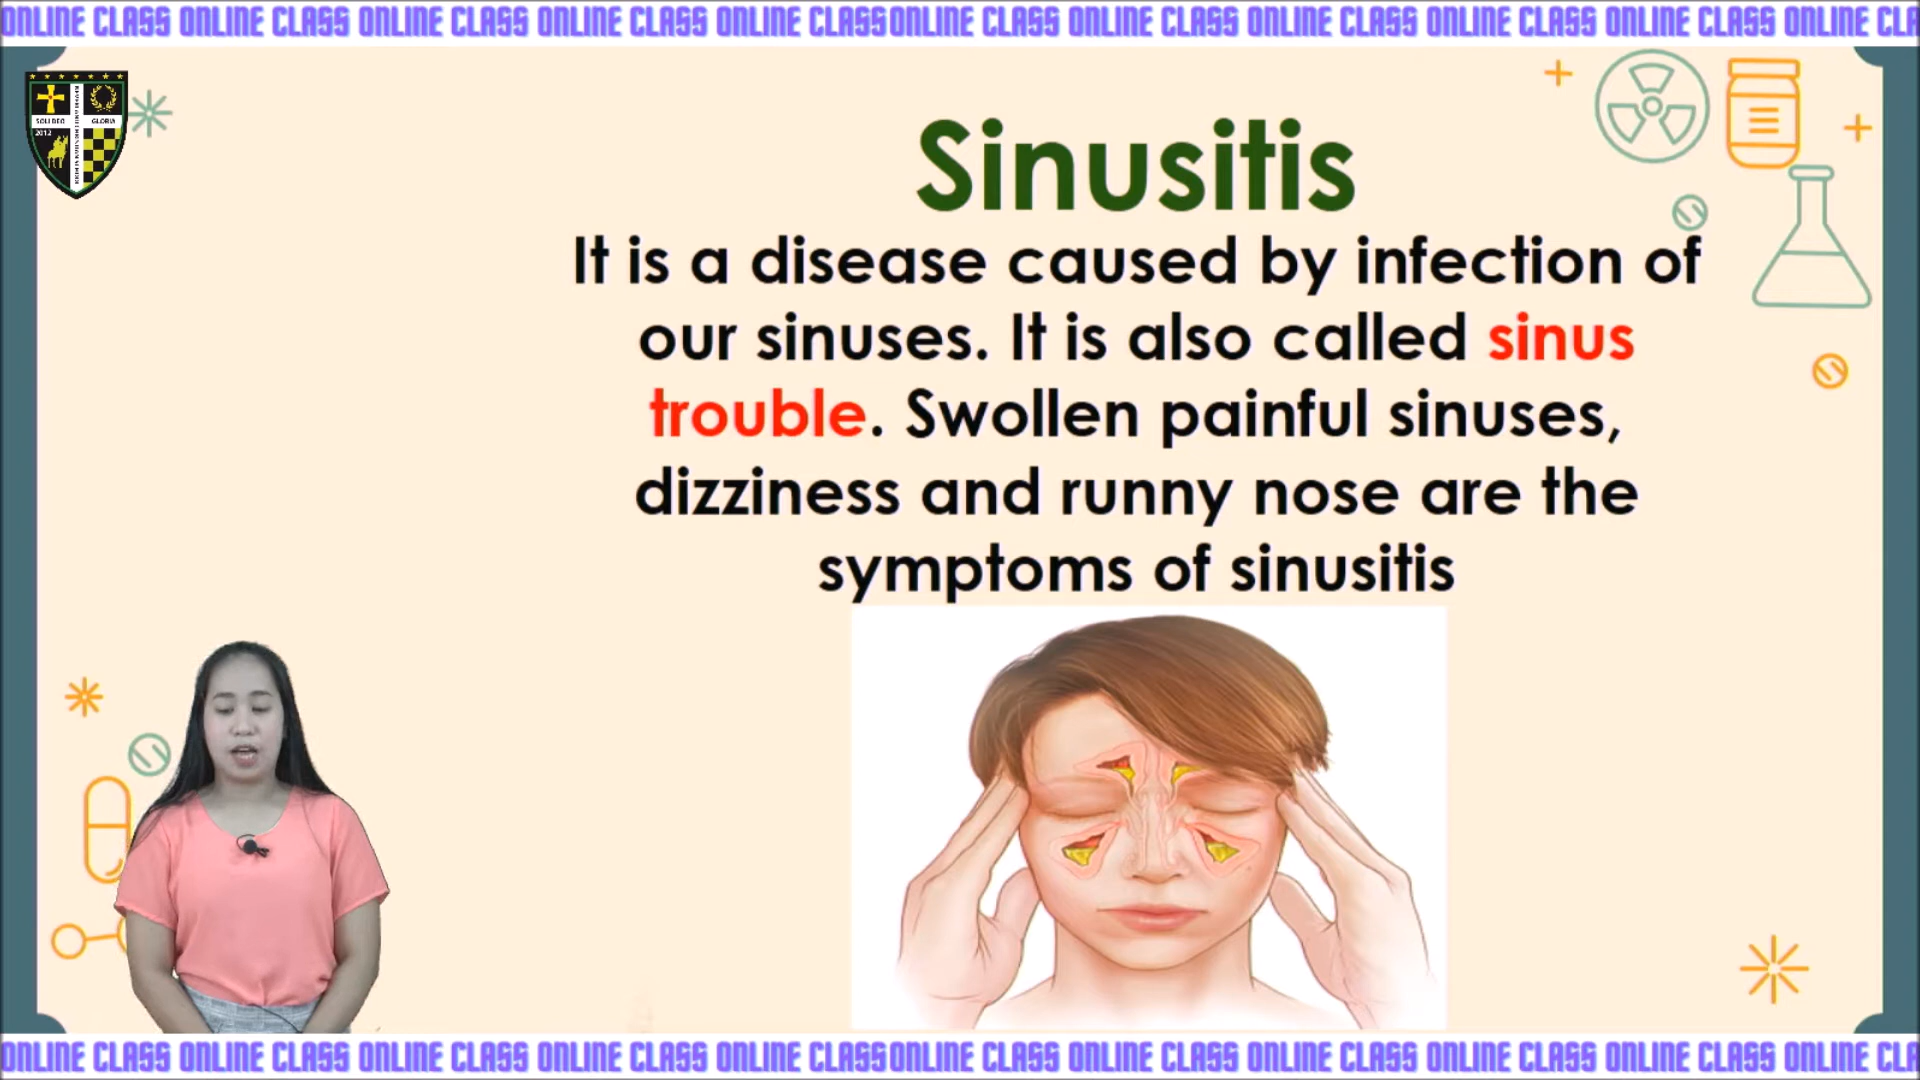 ONLINE CLASS ONLINE CLASS ONLINE CLASS ONLINE CLASS ONLINE CLASS ONLINE CLASS ONLINE CLASS ONLINE CLASS ONLINE CLASS ONLINE CLASS ONLINE CLA
SOLI DEO GLORIA
2012
Sinusitis
It is a disease caused by infection of
our sinuses. It is also called sinus
trouble. Swollen painful sinuses,
dizziness and runny nose are the
symptoms of sinusitis
ONLINE CLASS ONLINE CLASS ONLINE CLASS ONLINE CLASS ONLINE CLASS ONLINE CLASS ONLINE CLASS ONLINE CLASS ONLINE CLASS ONLINE CLASS ONLINE CLA